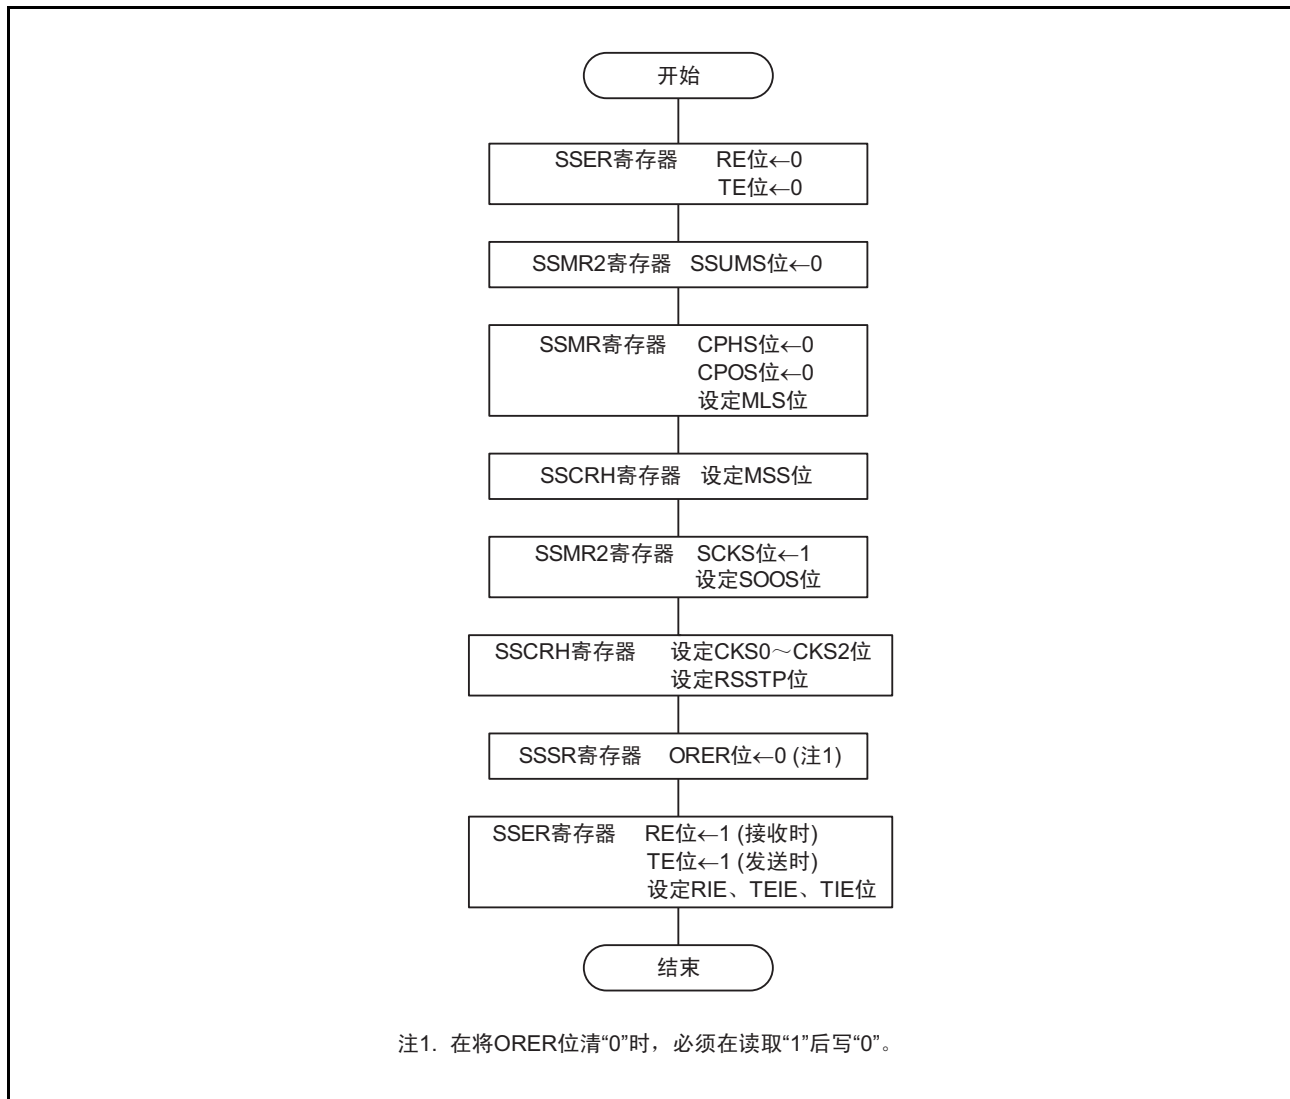 开始
SSER寄存器 RE位←0
TE位←0
SSMR2寄存器 SSUMS位←0
SSMR寄存器 CPHS位←0
CPOS位←0
设定MLS位
SSCRH寄存器 设定MSS位
SSMR2寄存器 SCKS位←1
设定SOOS位
SSCRH寄存器 设定CKS0～CKS2位
设定RSSTP位
SSSR寄存器 ORER位←0 (注1)
SSER寄存器 RE位←1 (接收时)
TE位←1 (发送时)
设定RIE、TEIE、TIE位
结束
注1. 在将ORER位清“0”时，必须在读取“1”后写“0”。